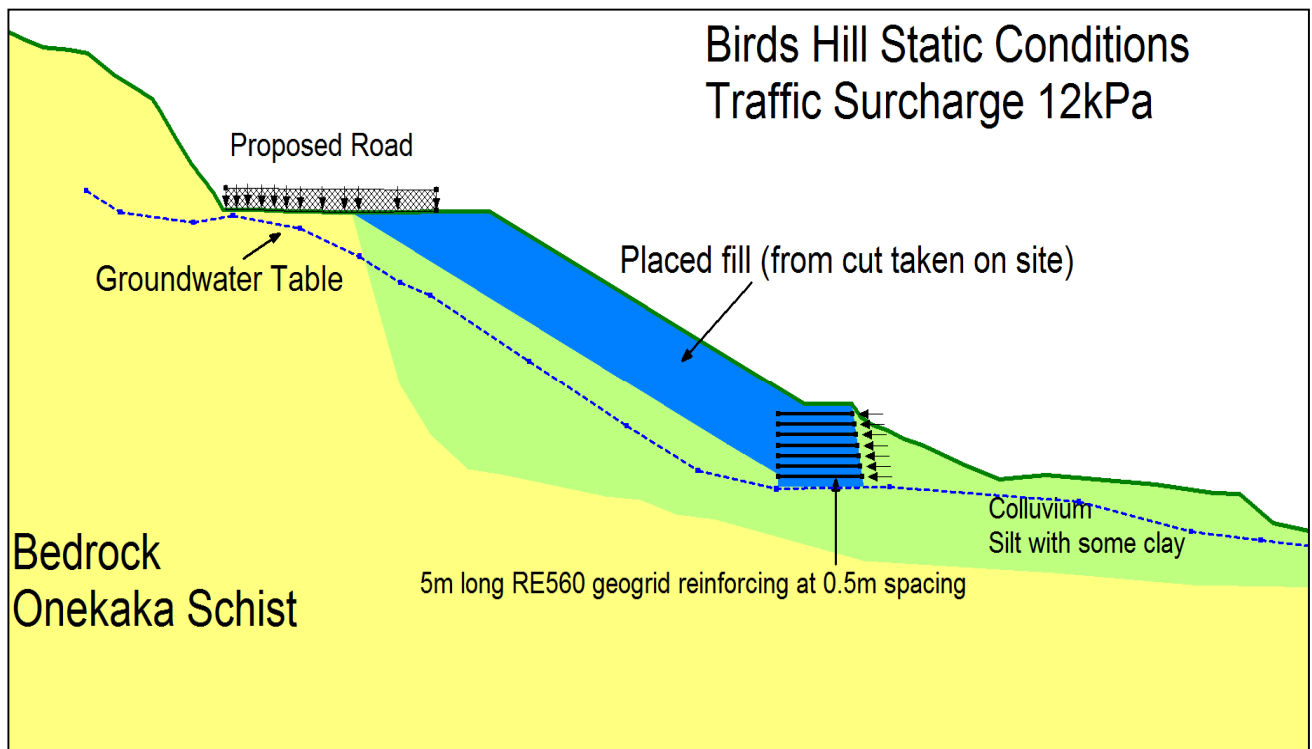 Birds Hill Static Conditions
Traffic Surcharge 12kPa
Proposed Road
Placed fill (from cut taken on site)
Groundwater Table
Colluvium
Silt with some clay
Bedrock
Onekaka Schist
5m long RE560 geogrid reinforcing at 0.5m spacing